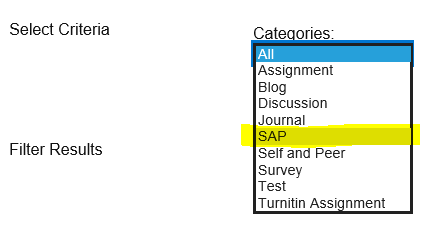 Select Criteria
Categories:
All
Assignment
Blog
Discussion
Journal
SAP
Self and Peer
Survey
Test
Turnitin Assignment
Filter Results